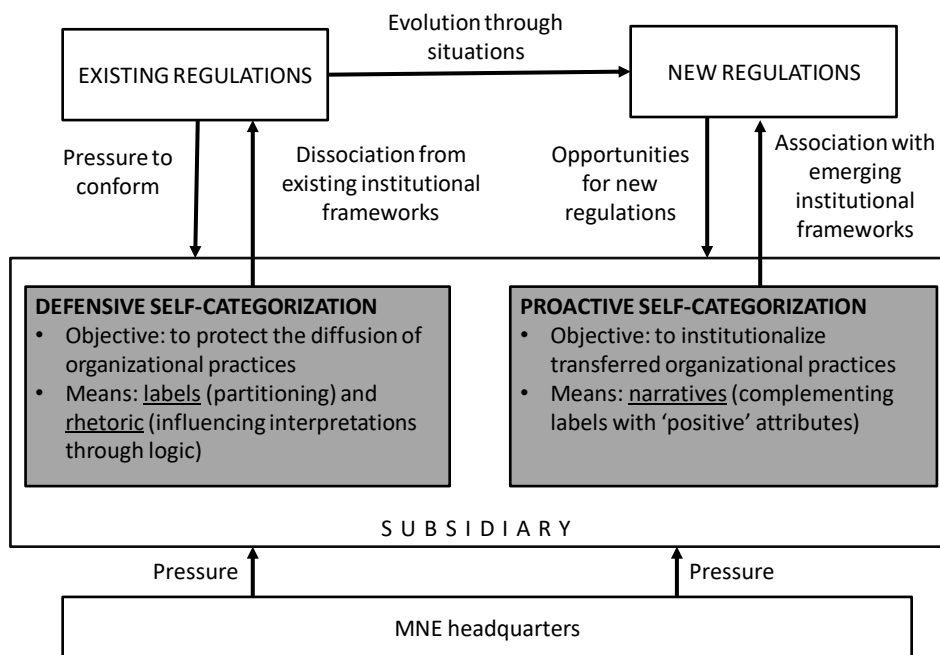 Evolution through
situations
EXISTING REGULATIONS
NEW REGULATIONS
Pressure to
conform
Dissociation from
existing institutional
frameworks
Opportunities
for new
regulations
Association with
emerging
institutional
frameworks
DEFENSIVE SELF-CATEGORIZATION
• Objective: to protect the diffusion of
organizational practices
• Means: labels (partitioning) and
rhetoric (influencing interpretations
through logic)
PROACTIVE SELF-CATEGORIZATION
• Objective: to institutionalize
transferred organizational practices
• Means: narratives (complementing
labels with ‘positive’ attributes)
SUBSIDIARY
Pressure
Pressure
MNE headquarters